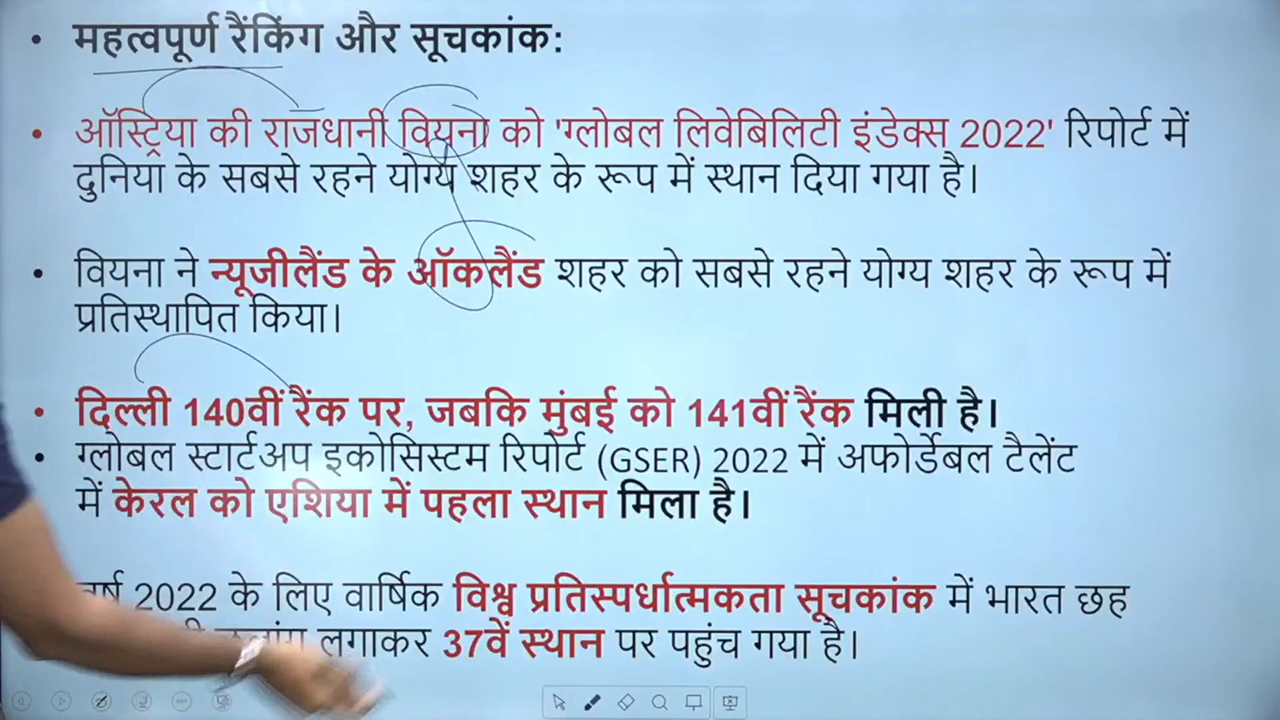 महत्वपूर्ण रैंकिंग और सूचकांक:
ऑस्ट्रिया की राजधानी वियना को 'ग्लोबल लिवेबिलिटी इंडेक्स 2022' रिपोर्ट में
दुनिया के सबसे रहने योग्य शहर के रूप में स्थान दिया गया है।
वियना ने न्यूजीलैंड के ऑकलैंड शहर को सबसे रहने योग्य शहर के रूप में
प्रतिस्थापित किया।
दिल्ली 140वीं रैंक पर, जबकि मुंबई को 141वीं रैंक मिली है।
ग्लोबल स्टार्टअप इकोसिस्टम रिपोर्ट (GSER) 2022 में अफोर्डेबल टैलेंट
में केरल को एशिया में पहला स्थान मिला है।
वर्ष 2022 के लिए वार्षिक विश्व प्रतिस्पर्धात्मकता सूचकांक में भारत छह
लगाकर 37वें स्थान पर पहुंच गया है।